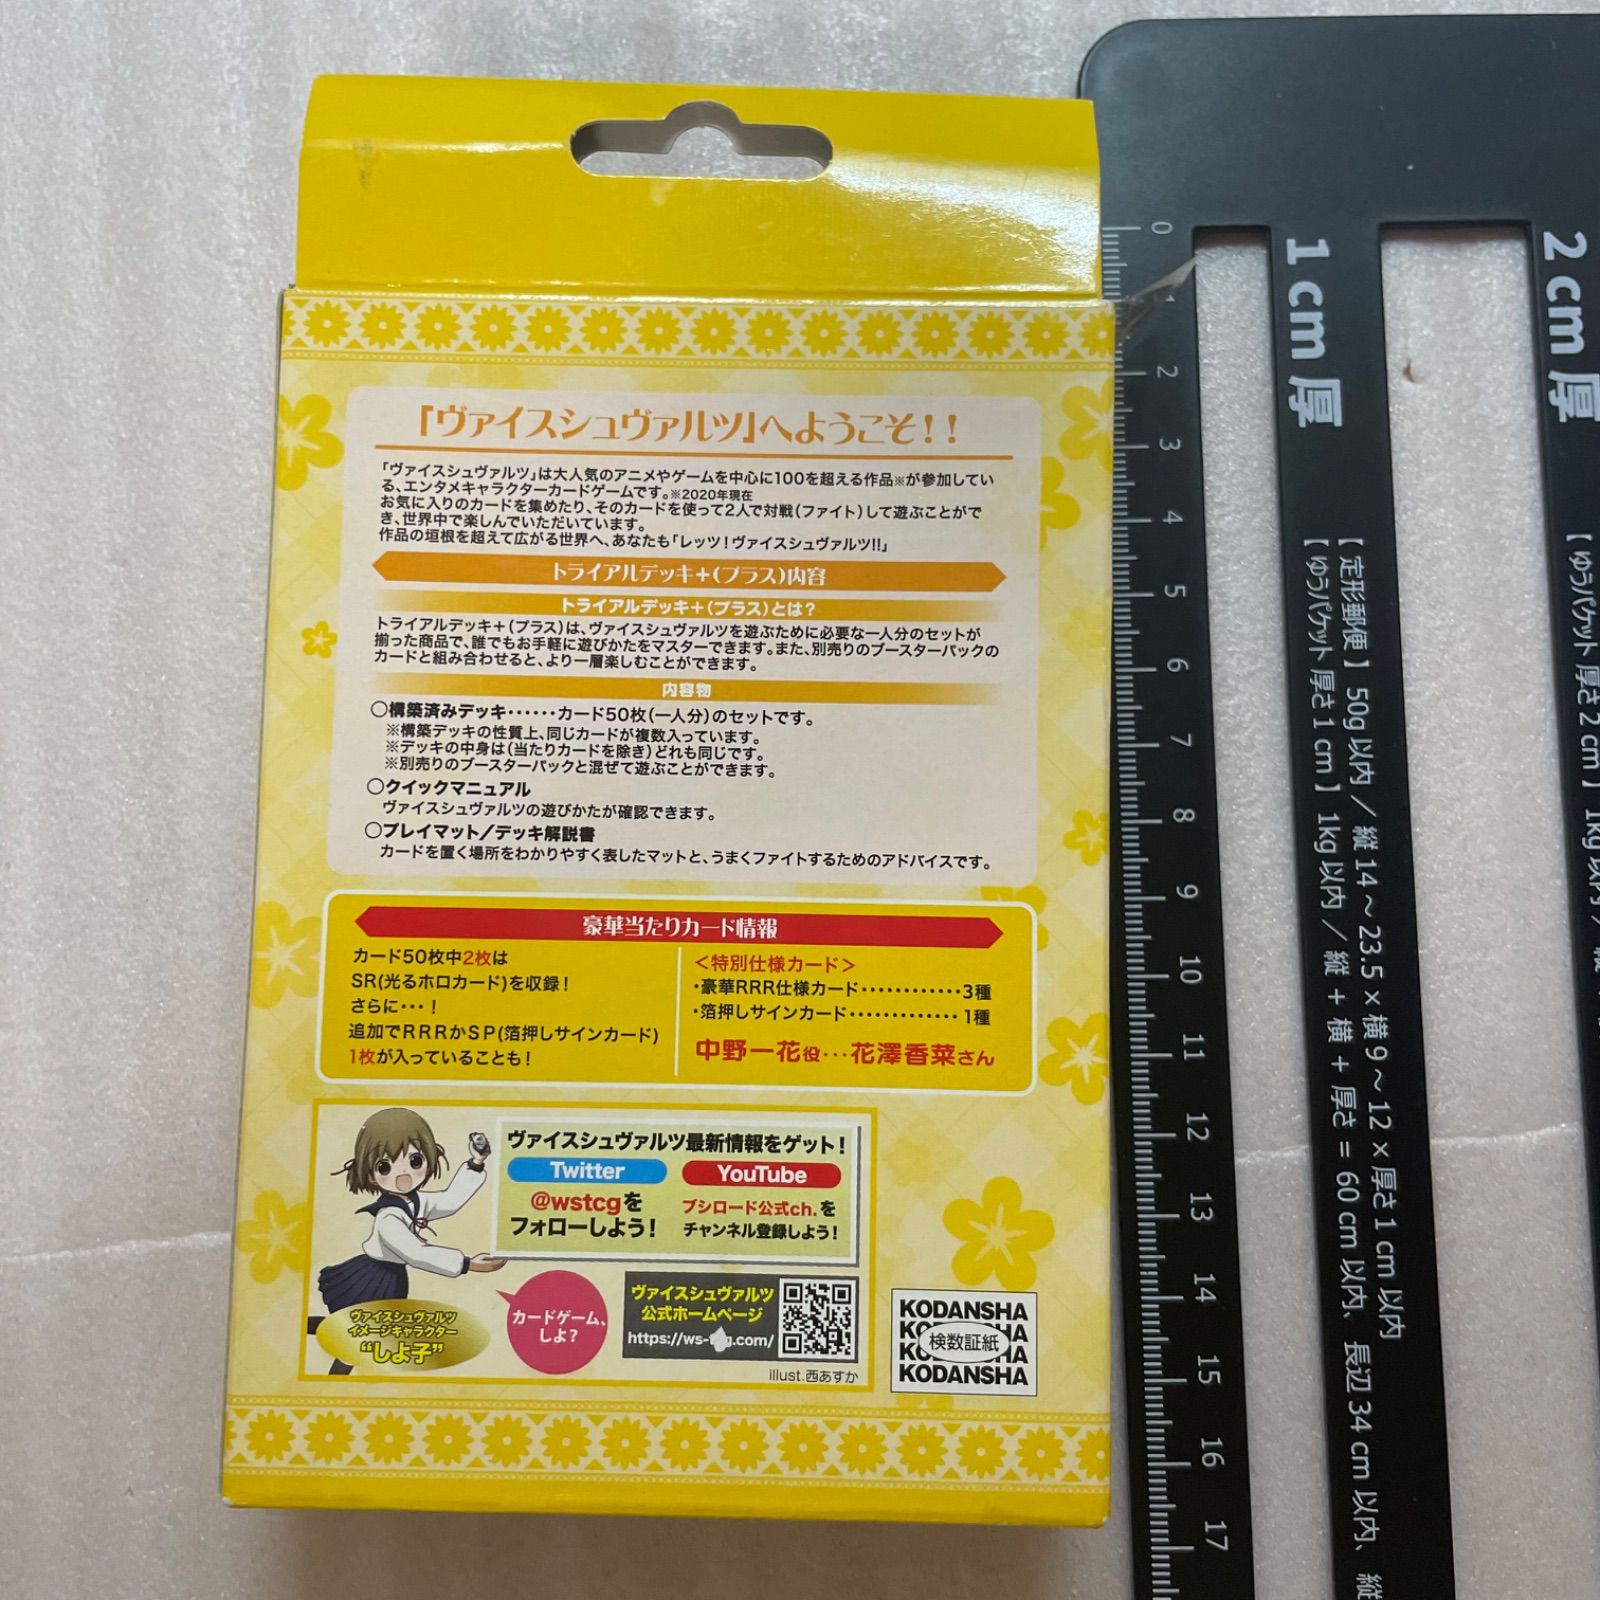 「ヴァイスシュヴァルツ」へようこそ！！
「ヴァイスシュヴァルツ」は大人気のアニメやゲームを中心に100を超える作品※が参加してい
る、エンタメキャラクターカードゲームです。※2020年現在
お気に入りのカードを集めたり、そのカードを使って2人で対戦（ファイト）して遊ぶことがで
き、世界中で楽しんでいただいています。
作品の垣根を超えて広がる世界へ、あなたも「レッツ！ヴァイスシュヴァルツ!!」
トライアルデッキ＋（プラス）内容
トライアルデッキ＋（プラス）とは？
トライアルデッキ＋（プラス）は、ヴァイスシュヴァルツを遊ぶために必要な一人分のセットが
揃った商品で、誰でもお手軽に遊びかたをマスターできます。また、別売りのブースターパックの
カードと組み合わせると、より一層楽しむことができます。
内容物
○構築済みデッキ‥‥‥カード50枚（一人分）のセットです。
※構築デッキの性質上、同じカードが複数入っています。
※デッキの中身は（当たりカードを除き）どれも同じです。
※別売りのブースターパックと混ぜて遊ぶことができます。
○クイックマニュアル
ヴァイスシュヴァルツの遊びかたが確認できます。
○プレイマット／デッキ解説書
カードを置く場所をわかりやすく表したマットと、うまくファイトするためのアドバイスです。
豪華当たりカード情報
カード50枚中2枚は
SR(光るホロカード)を収録！
さらに･･･！
追加でRRRかSP(箔押しサインカード)
1枚が入っていることも！
＜特別仕様カード＞
・豪華RRR仕様カード‥‥‥‥‥‥3種
・箔押しサインカード‥‥‥‥‥‥‥1種
中野一花役･･･花澤香菜さん
ヴァイスシュヴァルツ最新情報をゲット！
Twitter
@wstcgを
フォローしよう！
YouTube
ブシロード公式ch.を
チャンネル登録しよう！
カードゲーム、
しよ？
ヴァイスシュヴァルツ
公式ホームページ
https://ws-tcg.com/
ヴァイスシュヴァルツ
イメージキャラクター
“しよ子”
illust.西あすか
KODANSHA
検数証紙
KODANSHA
0
1
2
3
4
5
6
7
8
9
10
11
12
13
14
15
16
17
1cm厚
【定形郵便】50g以内／縦14～23.5×横9～12×厚さ1cm以内
【ゆうパケット厚さ1cm】1kg以内／縦＋横＋厚さ＝60cm以内、長辺34cm以内、縦
2cm厚
【ゆうパケット厚さ2cm】1kg以内